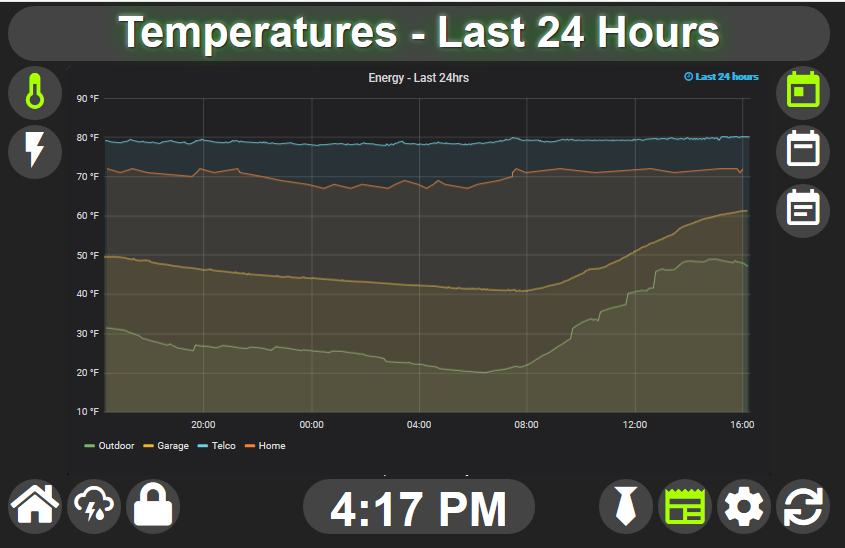 Temperatures - Last 24 Hours
Energy - Last 24hrs
Last 24 hours
90 °F
80 °F
70 °F
60 °F
50 °F
40 °F
30 °F
20 °F
10 °F
20:00 00:00 04:00 08:00 12:00 16:00
Outdoor Garage Telco Home
4:17 PM